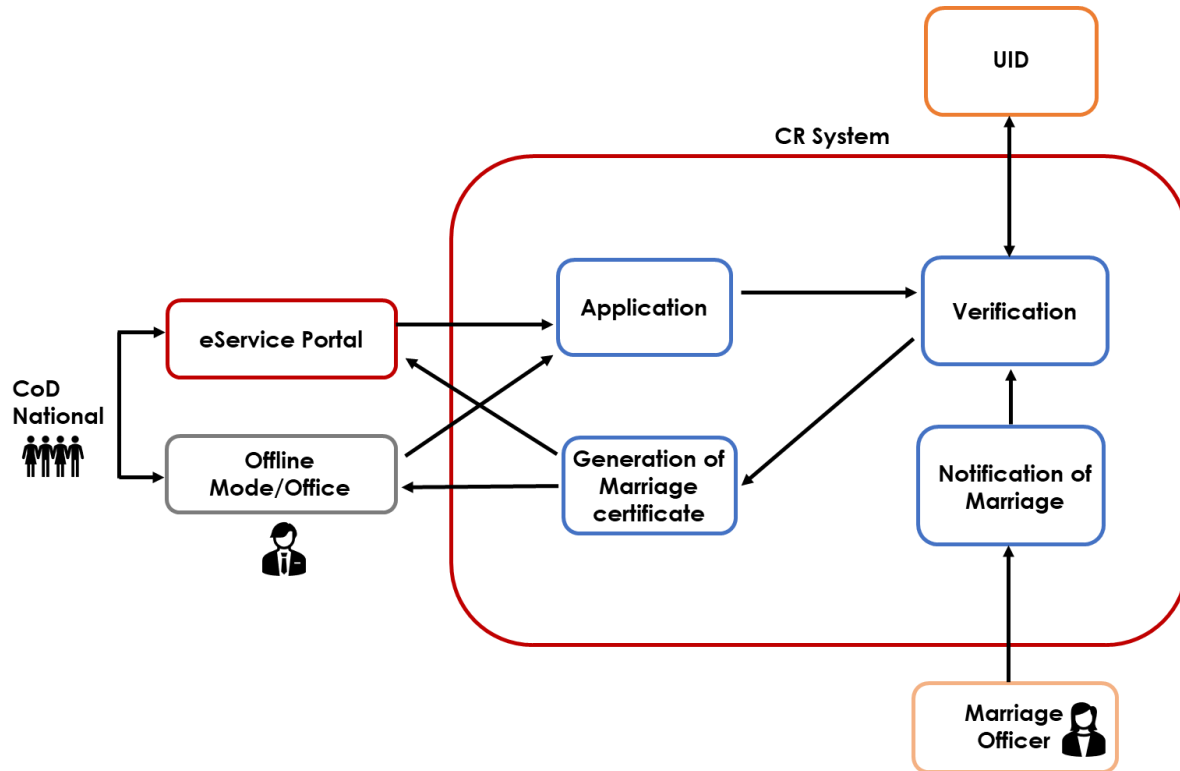 UID
CR System
Application
Verification
eService Portal
CoD
National
Offline
Mode/Office
Generation of
Marriage
certificate
Notification of
Marriage
Marriage
Officer